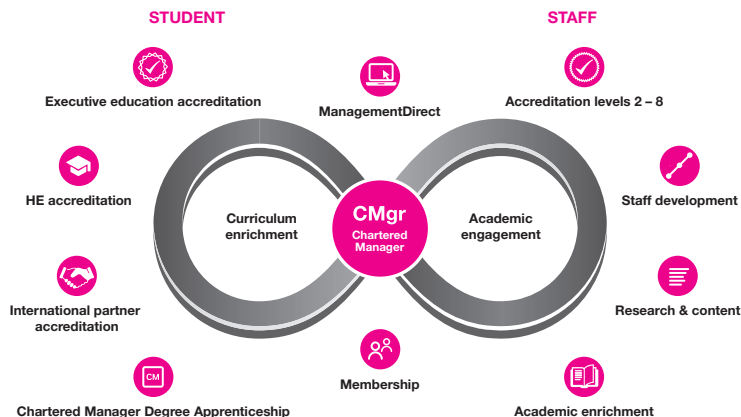 STUDENT
STAFF
Executive education accreditation
ManagementDirect
Accreditation levels 2 – 8
HE accreditation
Staff development
Curriculum
enrichment
CMgr
Chartered
Manager
Academic
engagement
International partner
accreditation
Research & content
CM
Membership
Chartered Manager Degree Apprenticeship
Academic enrichment